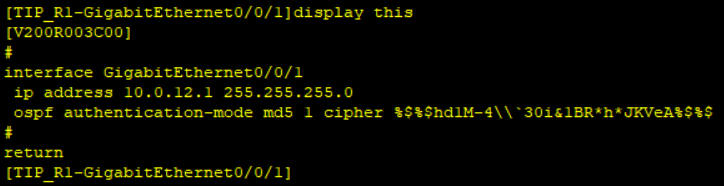 [TIP_R1-GigabitEthernet0/0/1]display this
[V200R003C00]
#
interface GigabitEthernet0/0/1
ip address 10.0.12.1 255.255.255.0
ospf authentication-mode md5 1 cipher %$%$hd1M-4\\`30i&1BR*h*JKVeA%$%$
#
return
[TIP_R1-GigabitEthernet0/0/1]